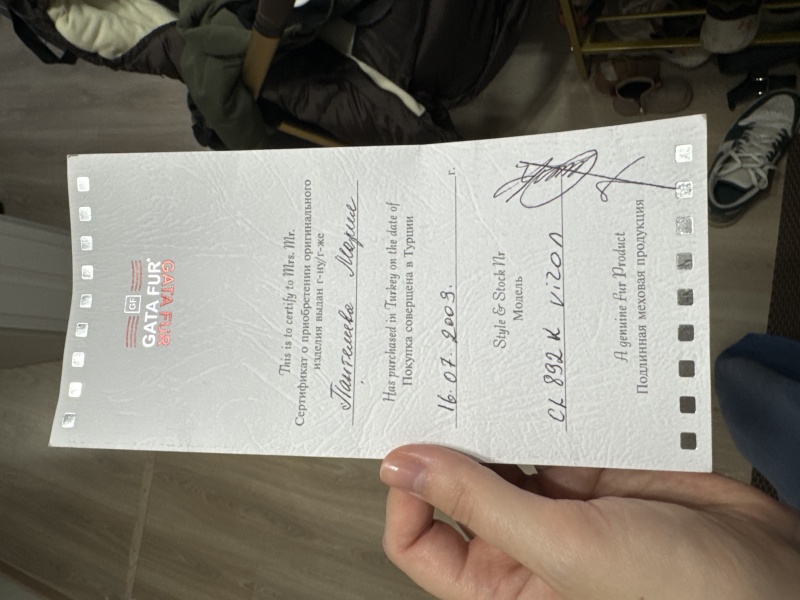 GF
GATA FUR®
GATA FUR
This is to certify to Mrs. Mr.
Сертификат о приобретении оригинального
изделия выдан г-ну/г-же
Пантелеева Мария
Has purchased in Turkey on the date of
Покупка совершена в Турции
16.07.2009. г.
Style & Stock Nr
Модель
CL 892 K vizon
A genuine Fur Product
Подлинная меховая продукция